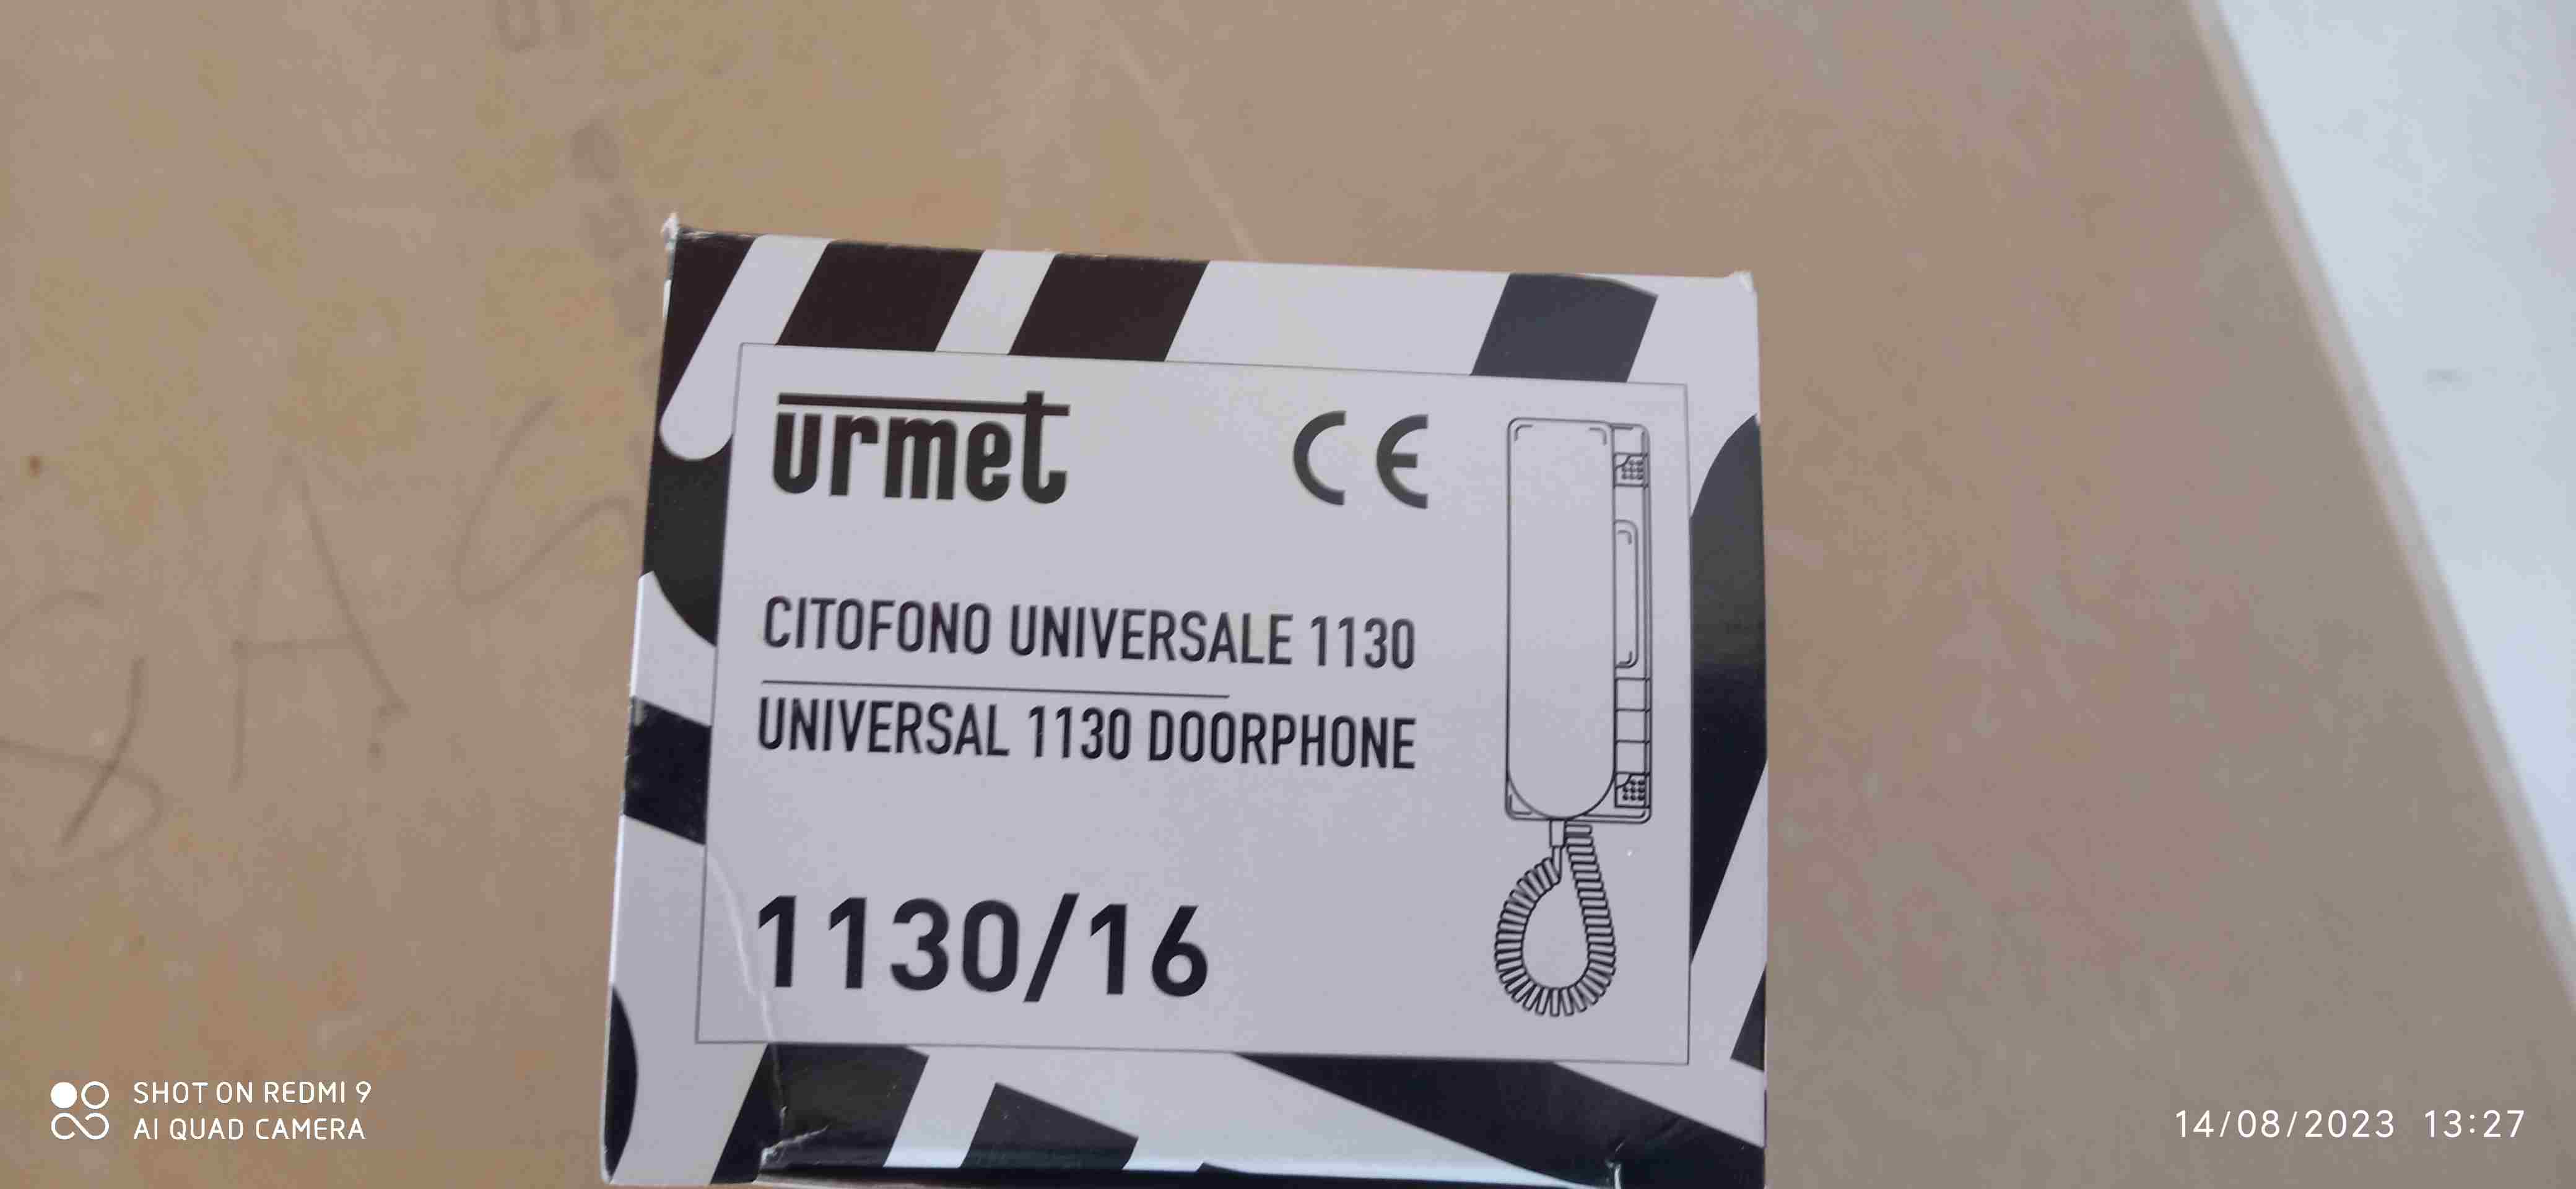 urmet
CE
CITOFONO UNIVERSALE 1130
UNIVERSAL 1130 DOORPHONE
1130/16
SHOT ON REDMI 9
AI QUAD CAMERA
14/08/2023 13:27